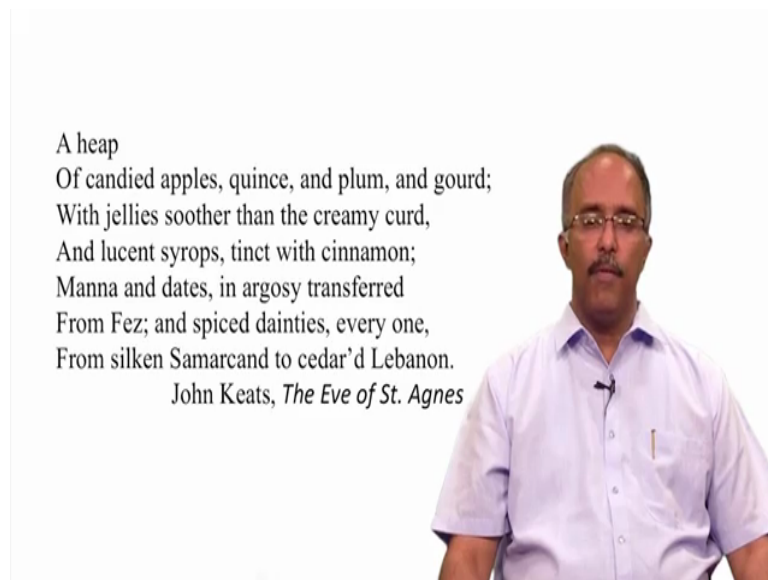 A heap
Of candied apples, quince, and plum, and gourd;
With jellies soother than the creamy curd,
And lucent syrops, tinct with cinnamon;
Manna and dates, in argosy transferred
From Fez; and spiced dainties, every one,
From silken Samarcand to cedar’d Lebanon.
John Keats, The Eve of St. Agnes